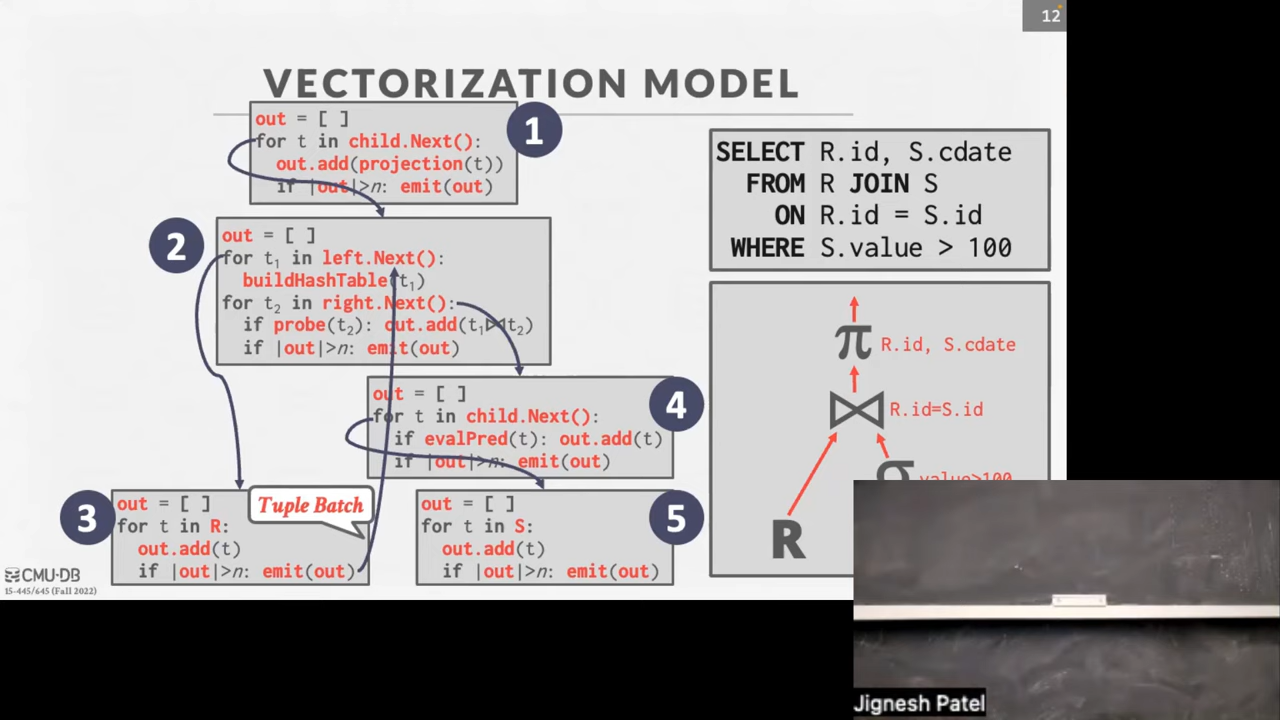 12
VECTORIZATION MODEL
out = [ ]
for t in child.Next():
out.add(projection(t))
if |out|>n: emit(out)
1
2
out = [ ]
for t₁ in left.Next():
buildHashTable(t₁)
for t₂ in right.Next():
if probe(t₂): out.add(t₁⨝t₂)
if |out|>n: emit(out)
out = [ ]
for t in child.Next():
if evalPred(t): out.add(t)
if |out|>n: emit(out)
4
3
out = [ ]
for t in R:
out.add(t)
if |out|>n: emit(out)
Tuple Batch
out = [ ]
for t in S:
out.add(t)
if |out|>n: emit(out)
5
SELECT R.id, S.cdate
FROM R JOIN S
ON R.id = S.id
WHERE S.value > 100
π R.id, S.cdate
⨝ R.id=S.id
σ value>100
R
CMU·DB
15-445/645 (Fall 2022)
Jignesh Patel